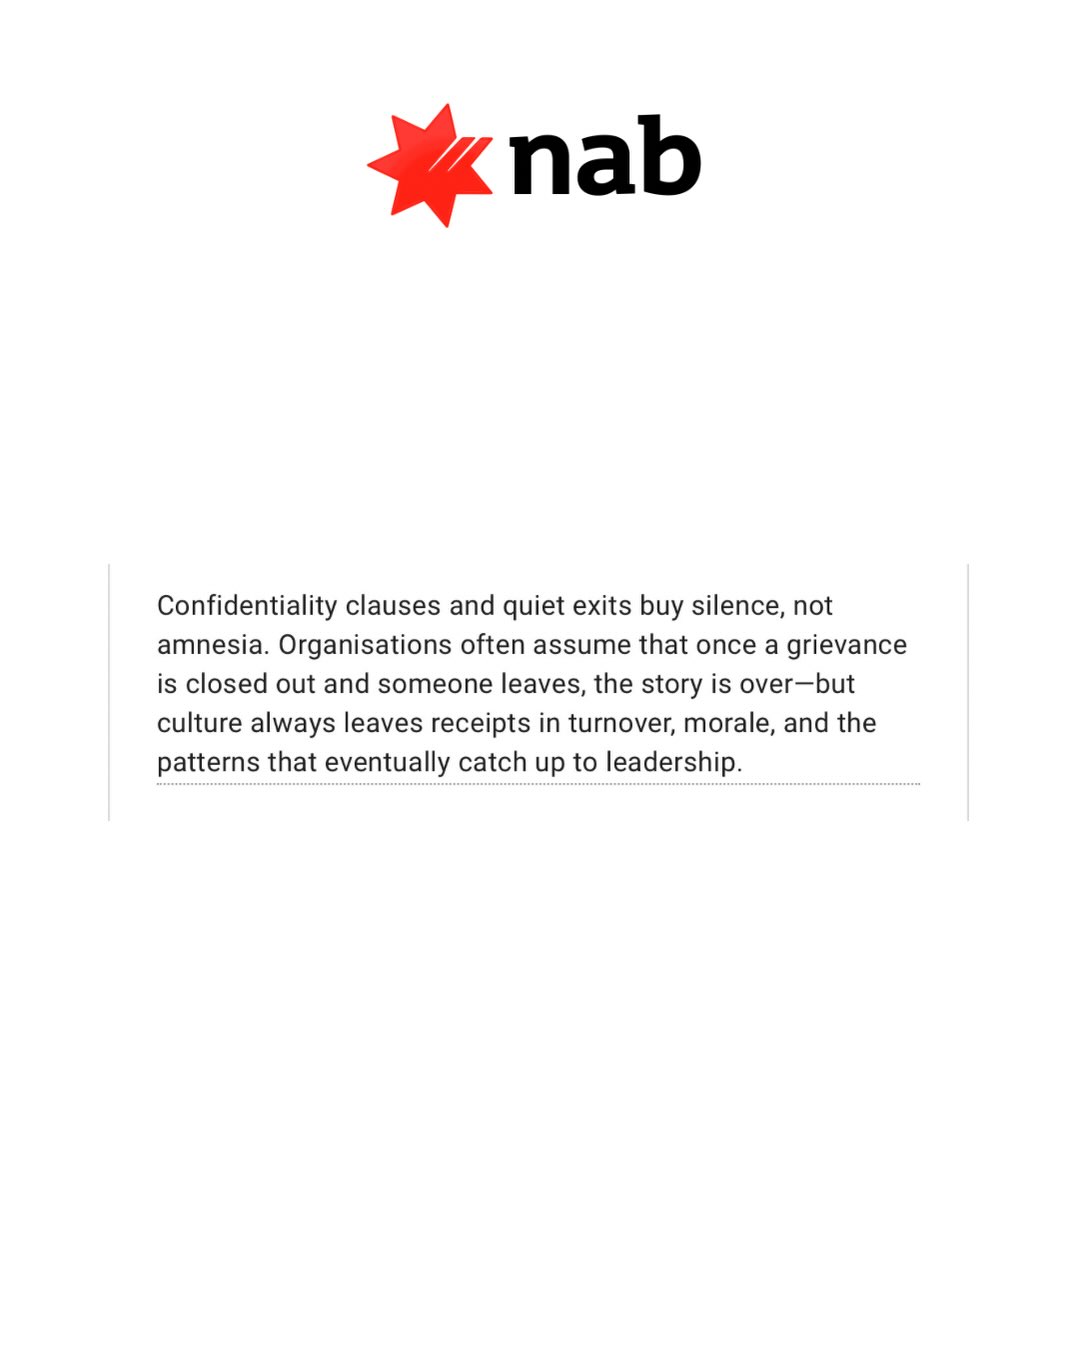 nab
Confidentiality clauses and quiet exits buy silence, not
amnesia. Organisations often assume that once a grievance
is closed out and someone leaves, the story is over—but
culture always leaves receipts in turnover, morale, and the
patterns that eventually catch up to leadership.